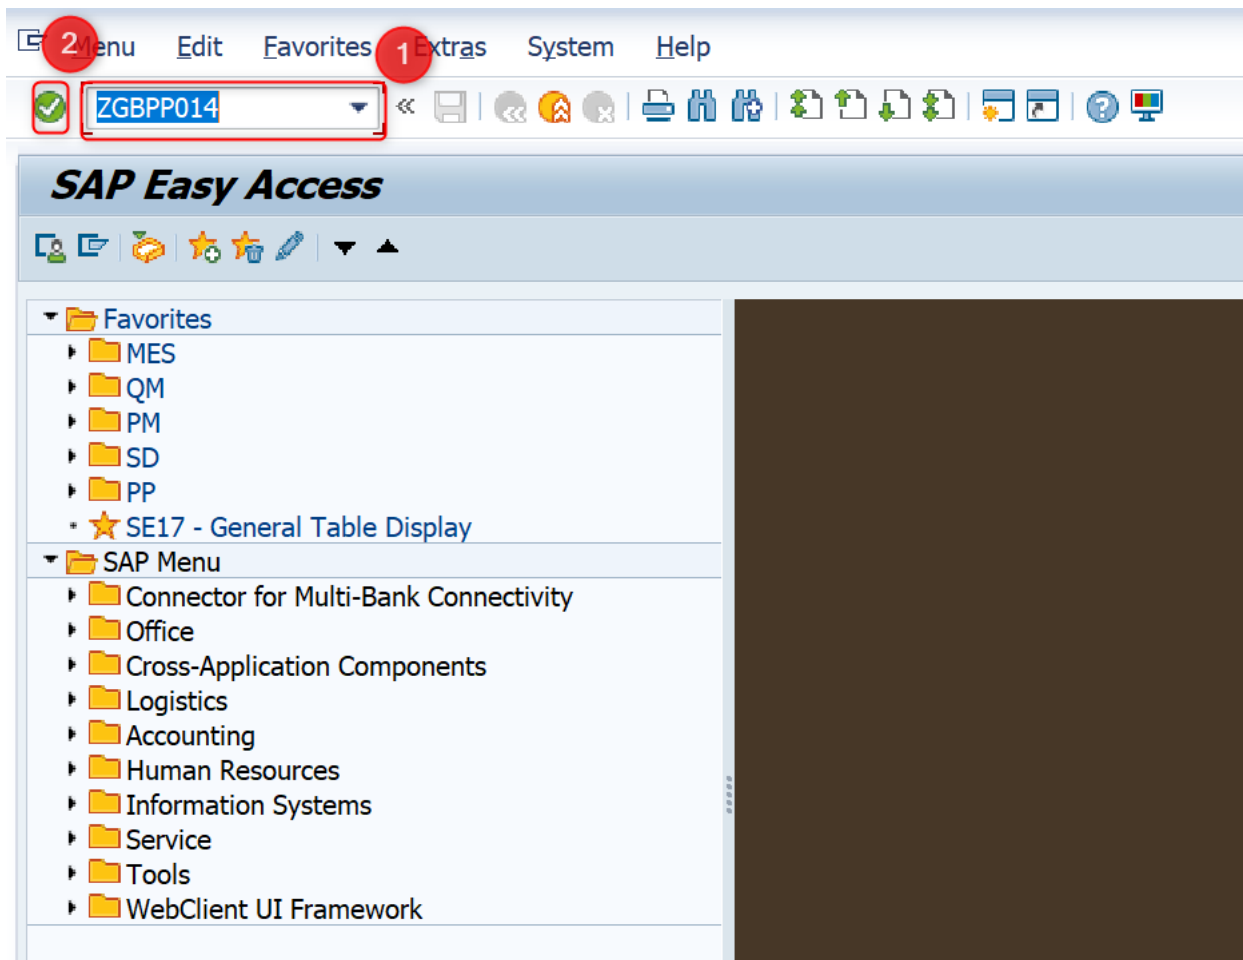 2 Menu Edit Favorites 1 Extras System Help
ZGBPP014
SAP Easy Access
Favorites
MES
QM
PM
SD
PP
SE17 - General Table Display
SAP Menu
Connector for Multi-Bank Connectivity
Office
Cross-Application Components
Logistics
Accounting
Human Resources
Information Systems
Service
Tools
WebClient UI Framework